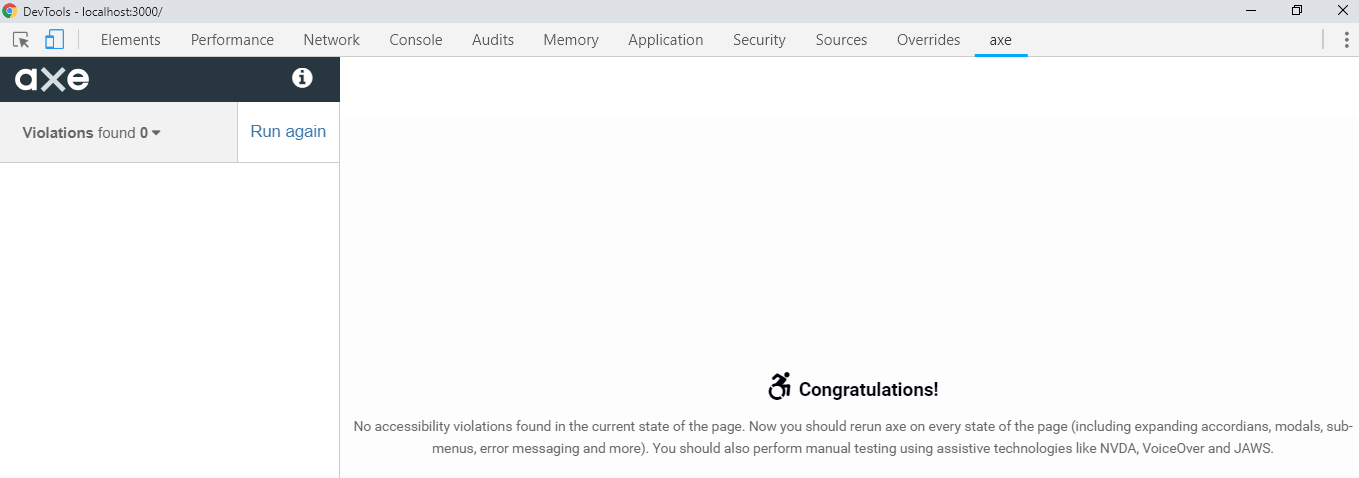 DevTools - localhost:3000/
Elements Performance Network Console Audits Memory Application Security Sources Overrides axe
axe
Violations found 0 Run again
Congratulations!
No accessibility violations found in the current state of the page. Now you should rerun axe on every state of the page (including expanding accordians, modals, sub-
menus, error messaging and more). You should also perform manual testing using assistive technologies like NVDA, VoiceOver and JAWS.